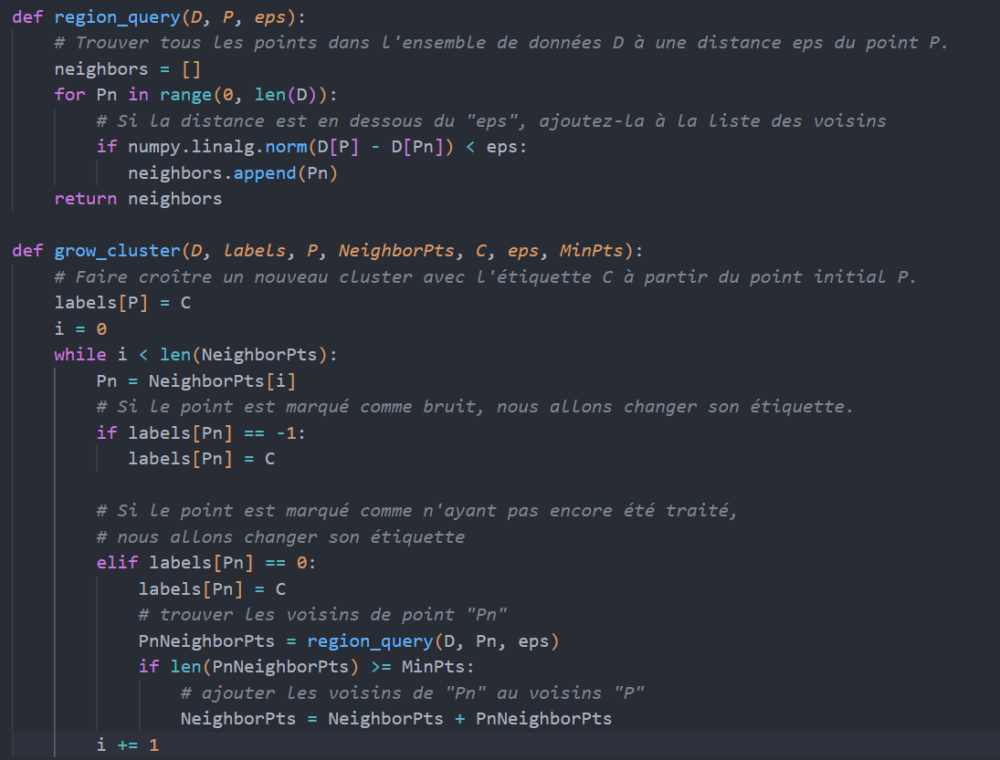 def region_query(D, P, eps):
    # Trouver tous les points dans l'ensemble de données D à une distance eps du point P.
    neighbors = []
    for Pn in range(0, len(D)):
        # Si la distance est en dessous du "eps", ajoutez-la à la liste des voisins
        if numpy.linalg.norm(D[P] - D[Pn]) < eps:
           neighbors.append(Pn)
    return neighbors

def grow_cluster(D, labels, P, NeighborPts, C, eps, MinPts):
    # Faire croître un nouveau cluster avec l'étiquette C à partir du point initial P.
    labels[P] = C
    i = 0
    while i < len(NeighborPts):
        Pn = NeighborPts[i]
        # Si le point est marqué comme bruit, nous allons changer son étiquette.
        if labels[Pn] == -1:
           labels[Pn] = C

        # Si le point est marqué comme n'ayant pas encore été traité,
        # nous allons changer son étiquette
        elif labels[Pn] == 0:
            labels[Pn] = C
            # trouver les voisins de point "Pn"
            PnNeighborPts = region_query(D, Pn, eps)
            if len(PnNeighborPts) >= MinPts:
                # ajouter les voisins de "Pn" au voisins "P"
                NeighborPts = NeighborPts + PnNeighborPts
        i += 1